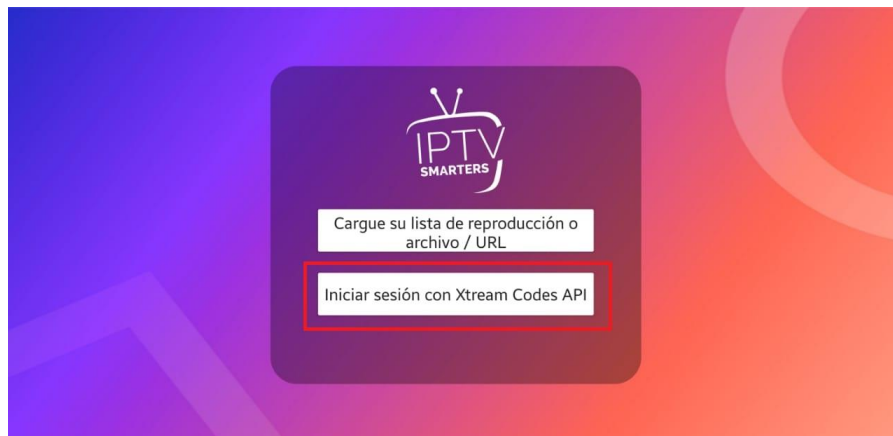 IPTV
SMARTERS
Cargue su lista de reproducción o
archivo / URL
Iniciar sesión con Xtream Codes API